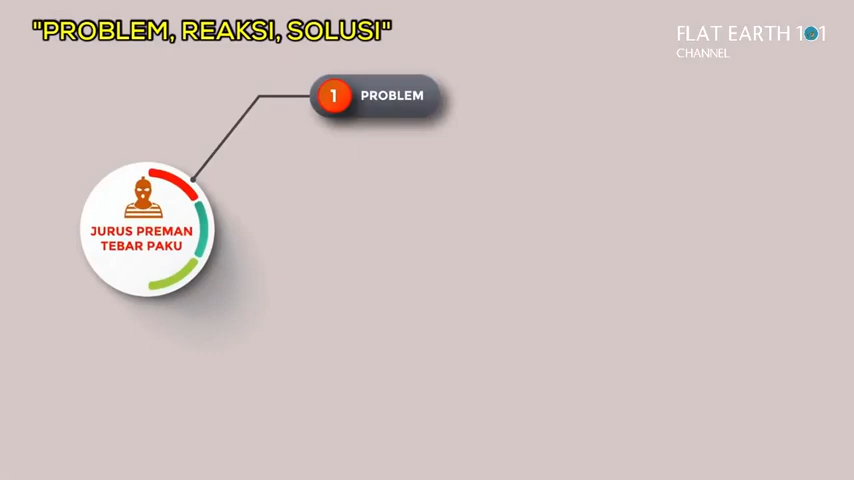 "PROBLEM, REAKSI, SOLUSI"
FLAT EARTH 101
CHANNEL
1 PROBLEM
JURUS PREMAN
TEBAR PAKU